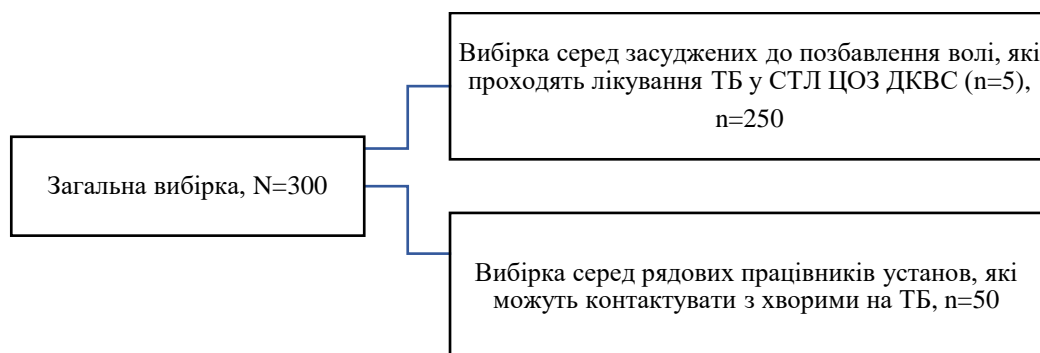 Вибірка серед засуджених до позбавлення волі, які
проходять лікування ТБ у СТЛ ЦОЗ ДКВС (n=5),
n=250
Загальна вибірка, N=300
Вибірка серед рядових працівників установ, які
можуть контактувати з хворими на ТБ, n=50